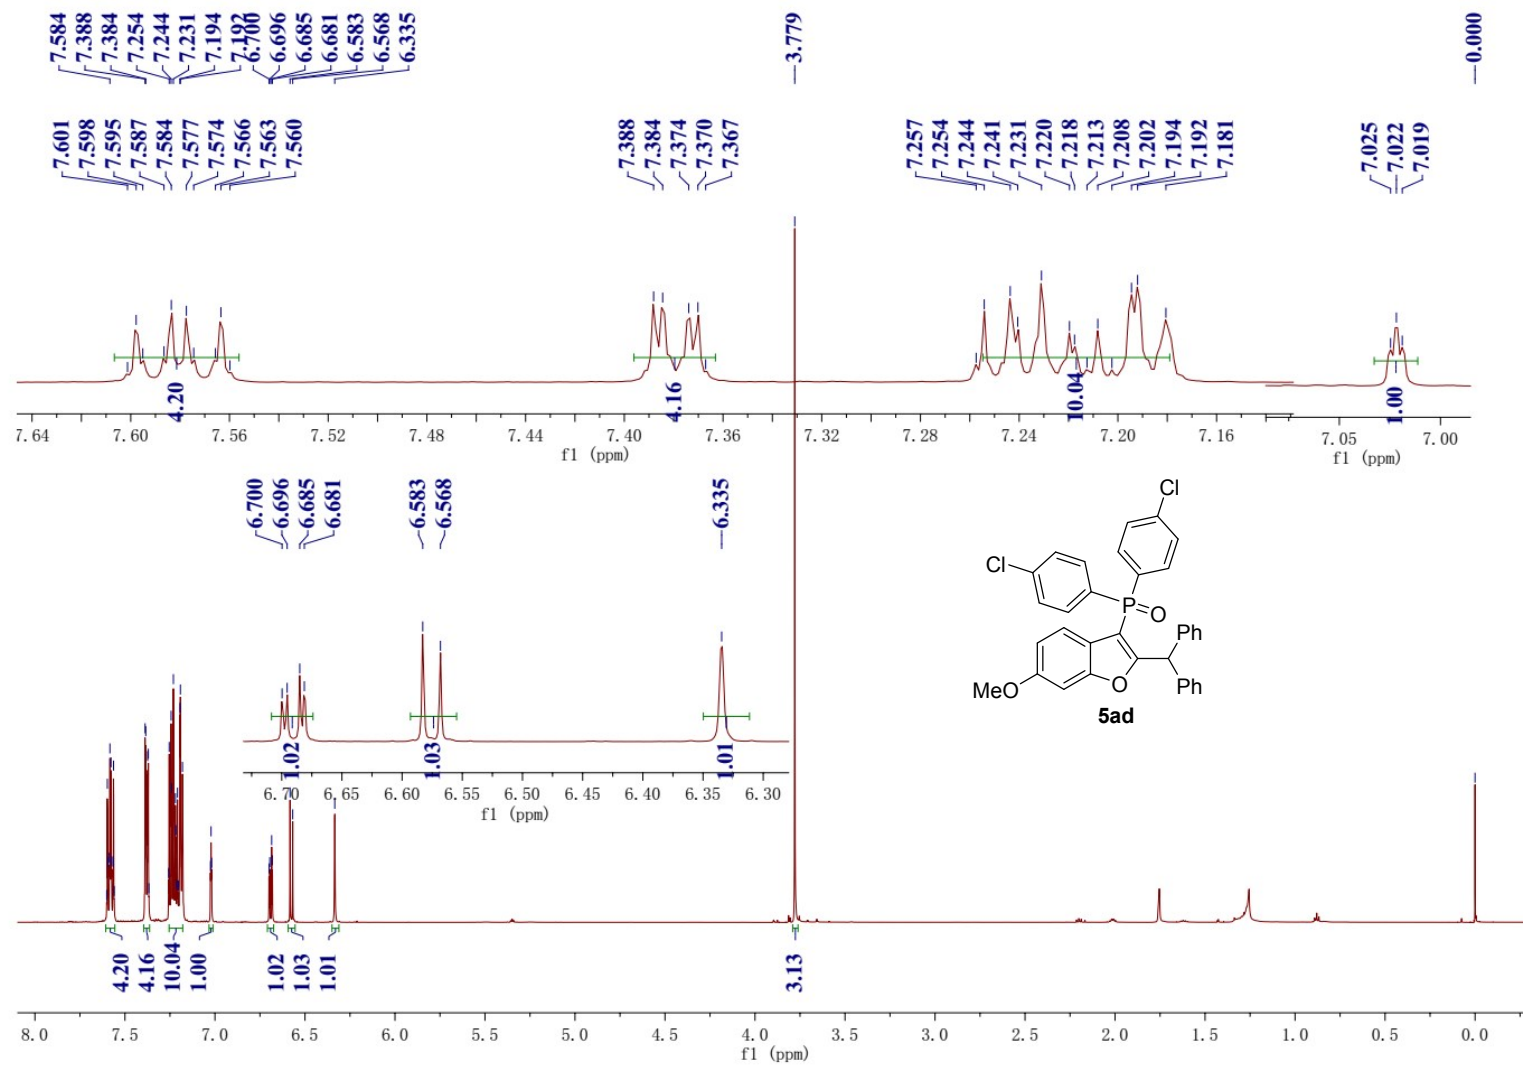 7.584 7.388 7.384 7.254 7.244 7.231 7.194 7.192 6.700 6.696 6.685 6.681 6.583 6.568 6.335 3.779 0.000
7.601 7.598 7.595 7.587 7.584 7.577 7.574 7.566 7.563 7.560 7.388 7.384 7.374 7.370 7.367 7.257 7.254 7.244 7.241 7.231 7.220 7.218 7.213 7.208 7.202 7.194 7.192 7.181 7.025 7.022 7.019
4.20 4.16 10.04 1.00
7.64 7.60 7.56 7.52 7.48 7.44 7.40 7.36 7.32 7.28 7.24 7.20 7.16 7.05 7.00
f1 (ppm) f1 (ppm)
6.700 6.696 6.685 6.681 6.583 6.568 6.335
1.02 1.03 1.01
6.70 6.65 6.60 6.55 6.50 6.45 6.40 6.35 6.30
f1 (ppm)
Cl
Cl
P O
Ph
MeO O Ph
5ad
4.20 4.16 10.04 1.00 1.02 1.03 1.01 3.13
8.0 7.5 7.0 6.5 6.0 5.5 5.0 4.5 4.0 3.5 3.0 2.5 2.0 1.5 1.0 0.5 0.0
f1 (ppm)